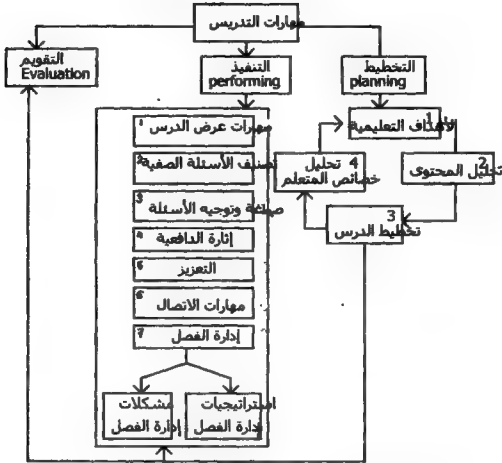 مهارات التدريس
التخطيط
planning
التنفيذ
performing
التقويم
Evaluation
1
الأهداف التعليمية
2
تحليل المحتوى
3
تخطيط الدرس
4 تحليل
خصائص المتعلم
1 مهارات عرض الدرس
2 تصنيف الأسئلة الصفية
3 صياغة وتوجيه الأسئلة
4 إثارة الدافعية
5 التعزيز
6 مهارات الاتصال
7 إدارة الفصل
استراتيجيات
إدارة الفصل
مشكلات
إدارة الفصل